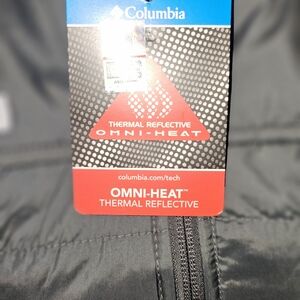 Columbia
THERMAL REFLECTIVE
OMNI-HEAT
columbia.com/tech
OMNI-HEAT™
THERMAL REFLECTIVE